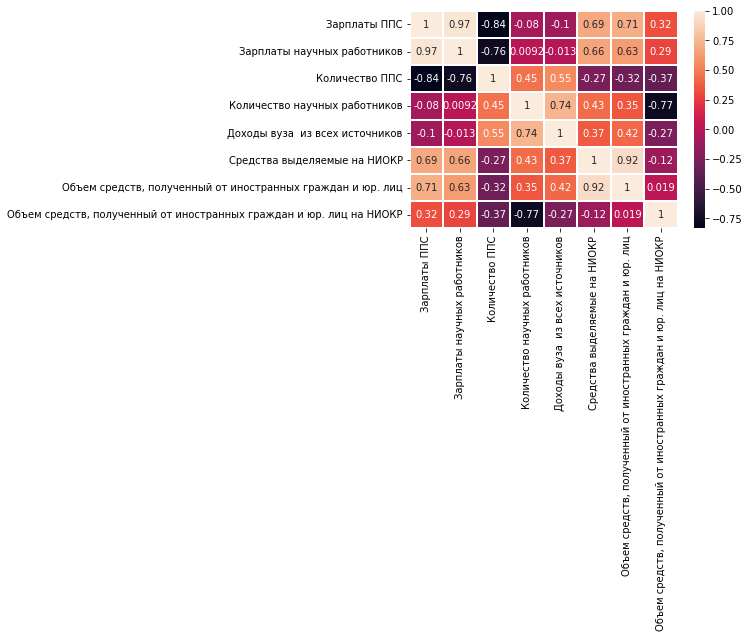 Зарплаты ППС 1 0.97 -0.84 -0.08 -0.1 0.69 0.71 0.32
Зарплаты научных работников 0.97 1 -0.76 0.0092 -0.013 0.66 0.63 0.29
Количество ППС -0.84 -0.76 1 0.45 0.55 -0.27 -0.32 -0.37
Количество научных работников -0.08 0.0092 0.45 1 0.74 0.43 0.35 -0.77
Доходы вуза  из всех источников -0.1 -0.013 0.55 0.74 1 0.37 0.42 -0.27
Средства выделяемые на НИОКР 0.69 0.66 -0.27 0.43 0.37 1 0.92 -0.12
Объем средств, полученный от иностранных граждан и юр. лиц 0.71 0.63 -0.32 0.35 0.42 0.92 1 0.019
Объем средств, полученный от иностранных граждан и юр. лиц на НИОКР 0.32 0.29 -0.37 -0.77 -0.27 -0.12 0.019 1
Зарплаты ППС
Зарплаты научных работников
Количество ППС
Количество научных работников
Доходы вуза  из всех источников
Средства выделяемые на НИОКР
Объем средств, полученный от иностранных граждан и юр. лиц
Объем средств, полученный от иностранных граждан и юр. лиц на НИОКР
1.00
0.75
0.50
0.25
0.00
-0.25
-0.50
-0.75